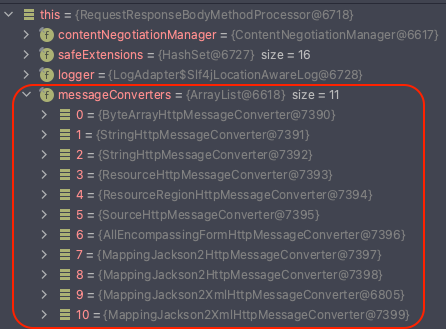 this = {RequestResponseBodyMethodProcessor@6718}
contentNegotiationManager = {ContentNegotiationManager@6617}
safeExtensions = {HashSet@6727} size = 16
logger = {LogAdapter$Slf4jLocationAwareLog@6728}
messageConverters = {ArrayList@6618} size = 11
0 = {ByteArrayHttpMessageConverter@7390}
1 = {StringHttpMessageConverter@7391}
2 = {StringHttpMessageConverter@7392}
3 = {ResourceHttpMessageConverter@7393}
4 = {ResourceRegionHttpMessageConverter@7394}
5 = {SourceHttpMessageConverter@7395}
6 = {AllEncompassingFormHttpMessageConverter@7396}
7 = {MappingJackson2HttpMessageConverter@7397}
8 = {MappingJackson2HttpMessageConverter@7398}
9 = {MappingJackson2XmlHttpMessageConverter@6805}
10 = {MappingJackson2XmlHttpMessageConverter@7399}